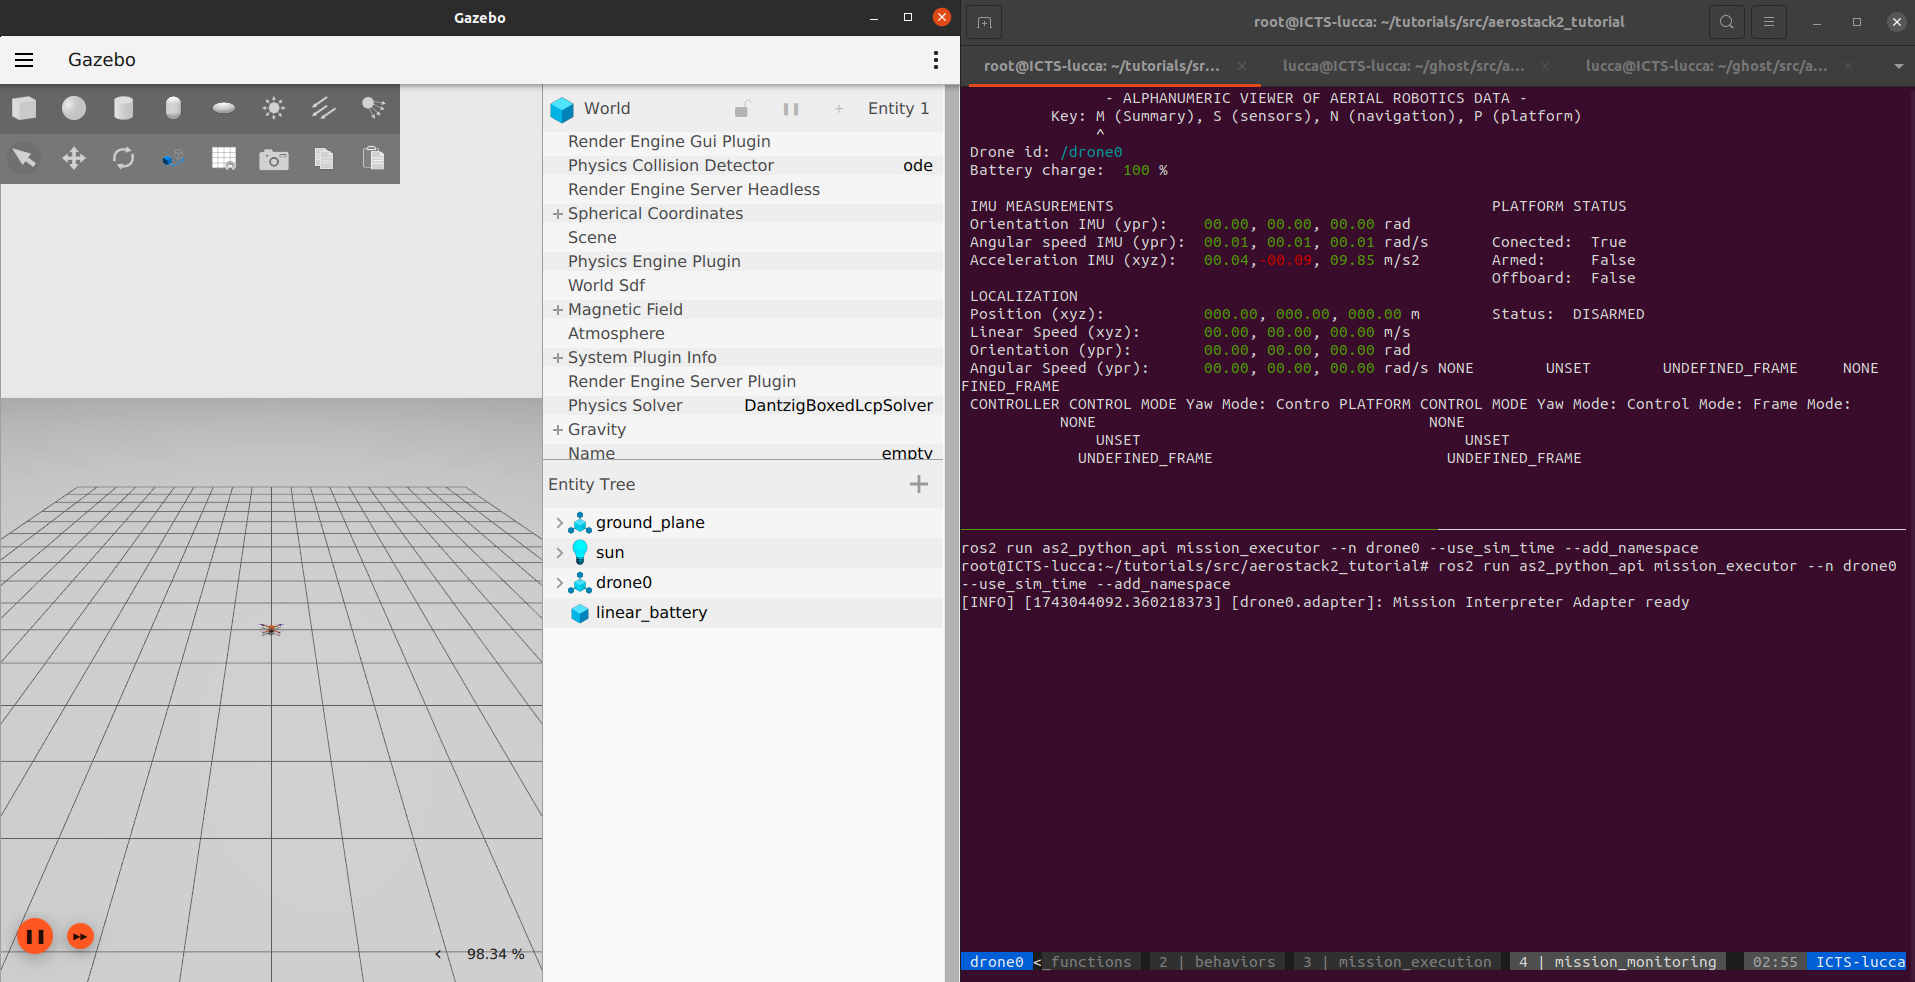 Gazebo
Gazebo
World
Entity 1
Render Engine Gui Plugin
Physics Collision Detector ode
Render Engine Server Headless
Spherical Coordinates
Scene
Physics Engine Plugin
World Sdf
Magnetic Field
Atmosphere
System Plugin Info
Render Engine Server Plugin
Physics Solver DantzigBoxedLcpSolver
Gravity
Name empty
Entity Tree
ground_plane
sun
drone0
linear_battery
98.34 %
root@ICTS-lucca: ~/tutorials/src/aerostack2_tutorial
root@ICTS-lucca: ~/tutorials/sr... lucca@ICTS-lucca: ~/ghost/src/a... lucca@ICTS-lucca: ~/ghost/src/a...
- ALPHANUMERIC VIEWER OF AERIAL ROBOTICS DATA -
Key: M (Summary), S (sensors), N (navigation), P (platform)
^
Drone id: /drone0
Battery charge: 100 %
IMU MEASUREMENTS PLATFORM STATUS
Orientation IMU (ypr): 00.00, 00.00, 00.00 rad
Angular speed IMU (ypr): 00.01, 00.01, 00.01 rad/s Conected: True
Acceleration IMU (xyz): 00.04,-00.09, 09.85 m/s2 Armed: False
Offboard: False
LOCALIZATION
Position (xyz): 000.00, 000.00, 000.00 m Status: DISARMED
Linear Speed (xyz): 00.00, 00.00, 00.00 m/s
Orientation (ypr): 00.00, 00.00, 00.00 rad
Angular Speed (ypr): 00.00, 00.00, 00.00 rad/s NONE UNSET UNDEFINED_FRAME NONE
FINED_FRAME
CONTROLLER CONTROL MODE Yaw Mode: Contro PLATFORM CONTROL MODE Yaw Mode: Control Mode: Frame Mode:
NONE NONE
UNSET UNSET
UNDEFINED_FRAME UNDEFINED_FRAME
ros2 run as2_python_api mission_executor --n drone0 --use_sim_time --add_namespace
root@ICTS-lucca:~/tutorials/src/aerostack2_tutorial# ros2 run as2_python_api mission_executor --n drone0
--use_sim_time --add_namespace
[INFO] [1743044092.360218373] [drone0.adapter]: Mission Interpreter Adapter ready
drone0 <_functions 2 | behaviors 3 | mission_execution 4 | mission_monitoring 02:55 ICTS-lucca